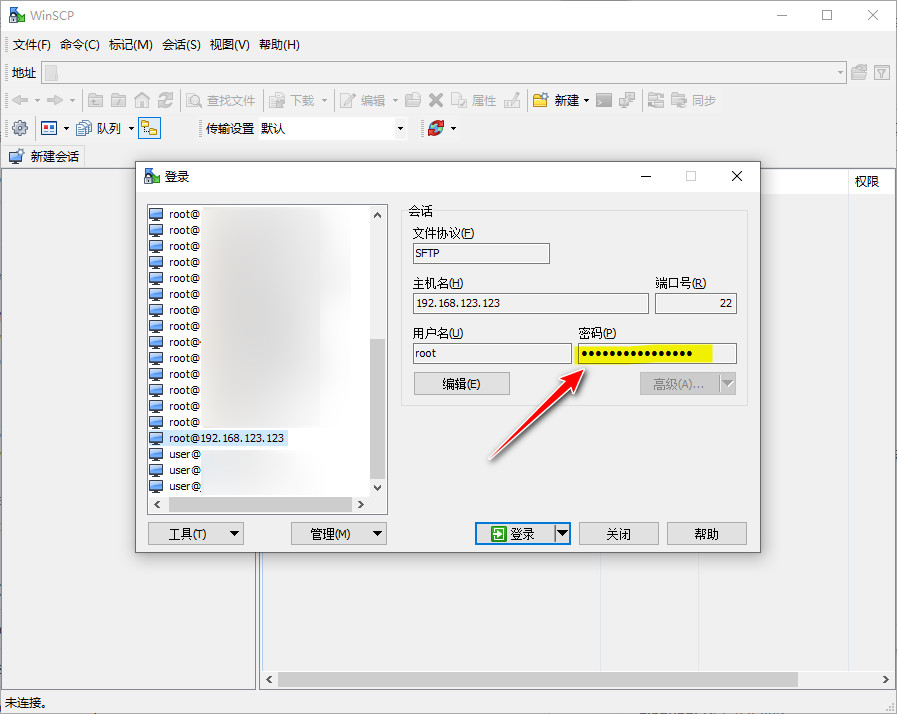 WinSCP
文件(F) 命令(C) 标记(M) 会话(S) 视图(V) 帮助(H)
地址
查找文件 下载 编辑 属性 新建 同步
队列 传输设置 默认
新建会话
权限
登录
root@
root@
root@
root@
root@
root@
root@
root@
root@
root@
root@
root@
root@
root@
root@192.168.123.123
user@
user@
user@
会话
文件协议(F)
SFTP
主机名(H) 端口号(R)
192.168.123.123 22
用户名(U) 密码(P)
root ●●●●●●●●●●●●●●●●
编辑(E) 高级(A)...
工具(T) 管理(M) 登录 关闭 帮助
未连接。